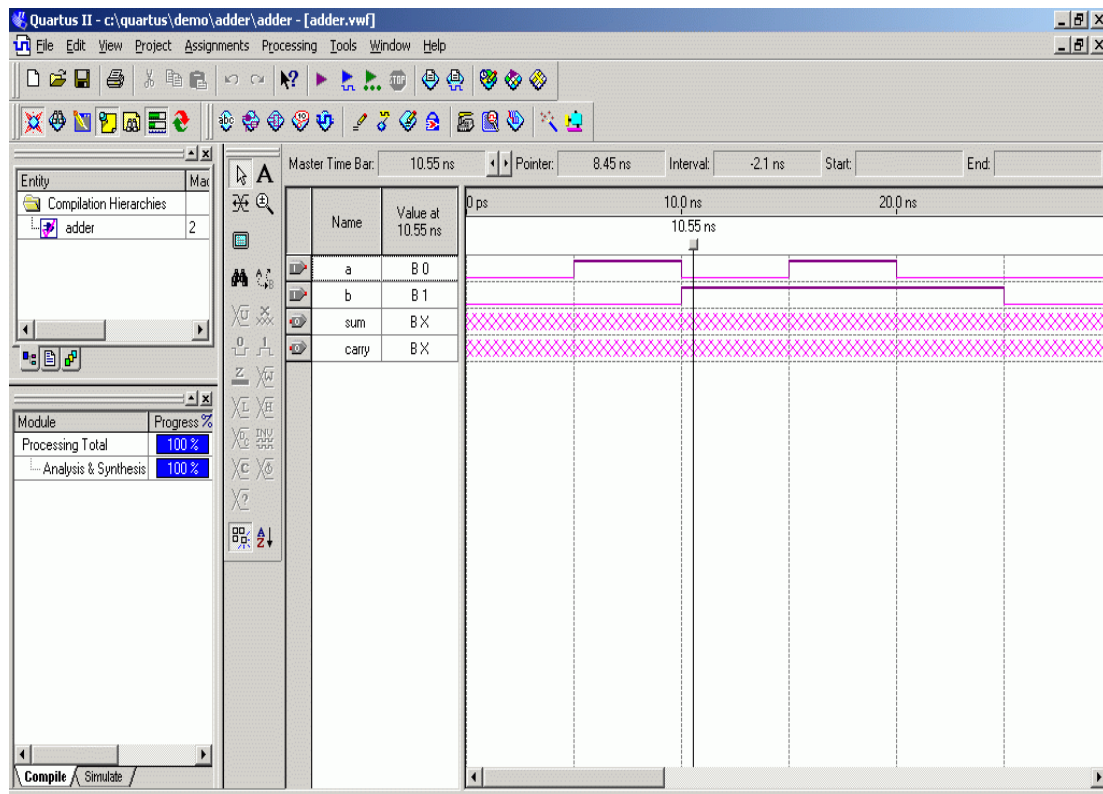 Quartus II - c:\quartus\demo\adder\adder - [adder.vwf]
File Edit View Project Assignments Processing Tools Window Help
Master Time Bar: 10.55 ns Pointer: 8.45 ns Interval: -2.1 ns Start: End:
Entity Mac
Compilation Hierarchies
adder 2
Name Value at 10.55 ns
0 ps 10.0 ns 20.0 ns
10.55 ns
a B 0
b B 1
sum B X
carry B X
Module Progress %
Processing Total 100 %
Analysis & Synthesis 100 %
Compile Simulate